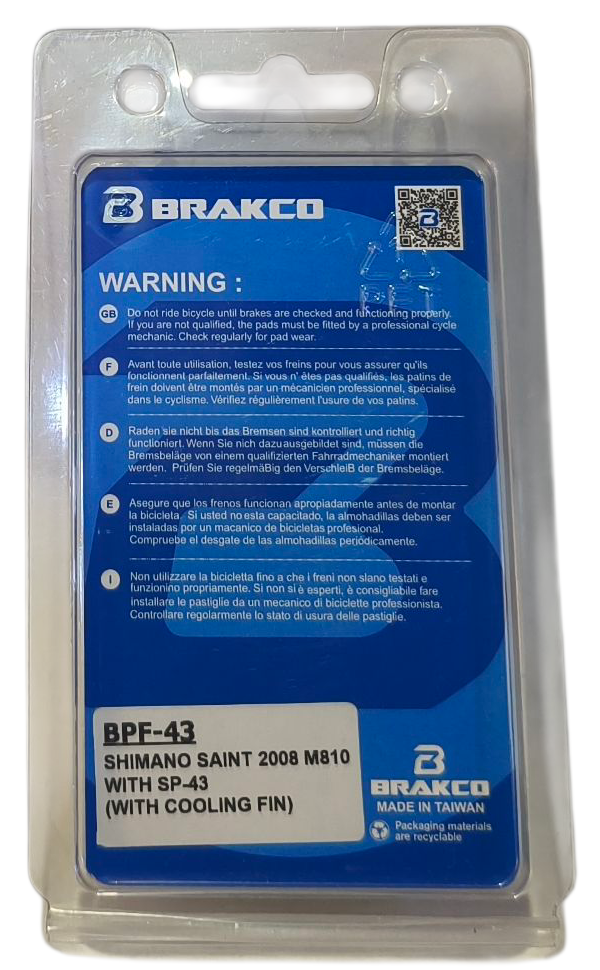 BRAKCO
WARNING :
GB
Do not ride bicycle until brakes are checked and functioning properly.
If you are not qualified, the pads must be fitted by a professional cycle
mechanic. Check regularly for pad wear.
F
Avant toute utilisation, testez vos freins pour vous assurer qu'ils
fonctionnent parfaitement. Si vous n' êtes pas qualifiés, les patins de
frein doivent être montés par un mécanicien professionnel, spécialisé
dans le cyclisme. Vérifiez régulièrement l'usure de vos patins.
D
Raden sie nicht bis das Bremsen sind kontrolliert und richtig
functioniert. Wenn Sie nich dazu ausgebildet sind, müssen die
Bremsbeläge von einem qualifizierten Fahrradmechaniker montiert
werden. Prüfen Sie regelmäBig den VerschleiB der Bremsbeläge.
E
Asegure que los frenos funcionan apropiadamente antes de montar
la bicicleta. Si usted no esta capacitado, la almohadillas deben ser
instaladas por un macanico de bicicletas profesional.
Compruebe el desgate de las almohadillas periódicamente.
I
Non utilizzare la bicicletta fino a che i freni non slano testati e
funzionino propriamente. Si non si è esperti, è consigliabile fare
installare le pastiglie da un mecanico di biciclette professionista.
Controllare regolarmente lo stato di usura delle pastiglie.
BPF-43
SHIMANO SAINT 2008 M810
WITH SP-43
(WITH COOLING FIN)
BRAKCO
MADE IN TAIWAN
Packaging materials
are recyclable